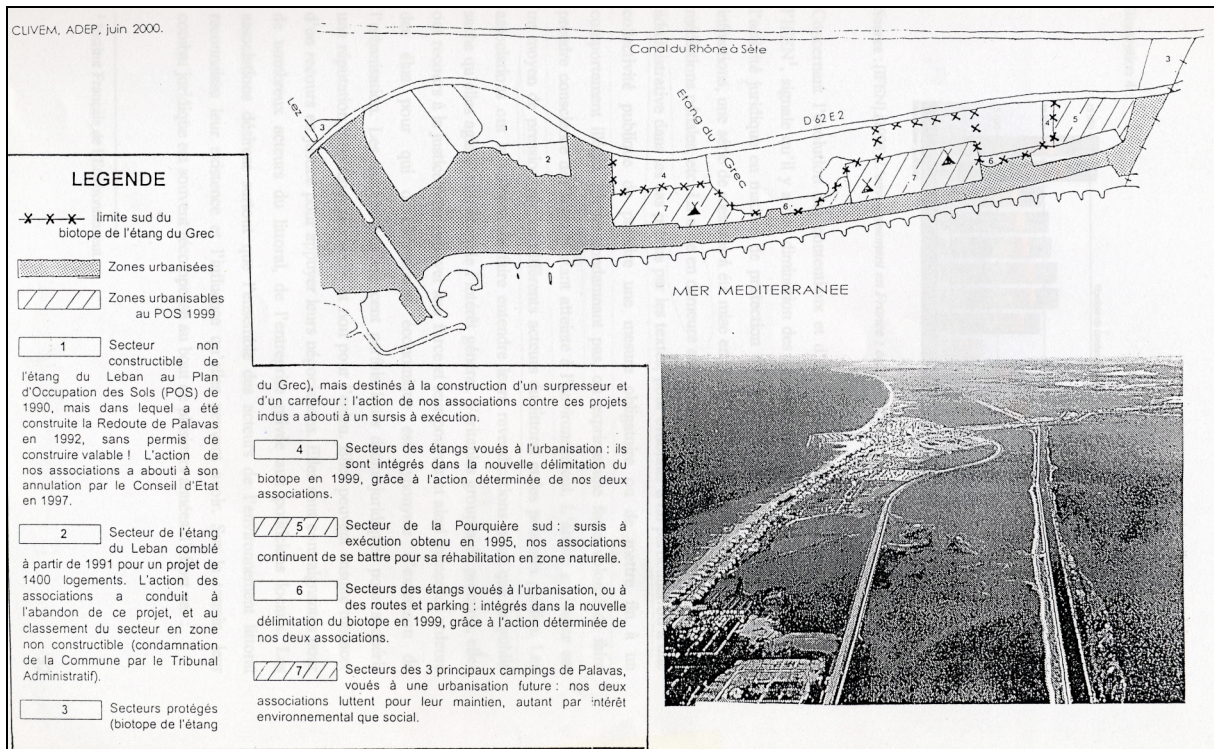 CLIVEM, ADEP, juin 2000.
Canal du Rhône à Sète
3
Lez
3
1
2
Etang du Grec
D 62 E 2
4
5
4
6
7
6
7
MER MEDITERRANEE
LEGENDE
limite sud du
biotope de l'étang du Grec
Zones urbanisées
Zones urbanisables
au POS 1999
1 Secteur non
constructible de
l'étang du Leban au Plan
d'Occupation des Sols (POS) de
1990, mais dans lequel a été
construite la Redoute de Palavas
en 1992, sans permis de
construire valable ! L'action de
nos associations a abouti à son
annulation par le Conseil d'Etat
en 1997.
2 Secteur de l'étang
du Leban comblé
à partir de 1991 pour un projet de
1400 logements. L'action des
associations a conduit à
l'abandon de ce projet, et au
classement du secteur en zone
non constructible (condamnation
de la Commune par le Tribunal
Administratif).
3 Secteurs protégés
(biotope de l'étang
du Grec), mais destinés à la construction d'un surpresseur et
d'un carrefour : l'action de nos associations contre ces projets
indus a abouti à un sursis à exécution.
4 Secteurs des étangs voués à l'urbanisation : ils
sont intégrés dans la nouvelle délimitation du
biotope en 1999, grâce à l'action déterminée de nos deux
associations.
5 Secteur de la Pourquière sud : sursis à
exécution obtenu en 1995, nos associations
continuent de se battre pour sa réhabilitation en zone naturelle.
6 Secteurs des étangs voués à l'urbanisation, ou à
des routes et parking : intégrés dans la nouvelle
délimitation du biotope en 1999, grâce à l'action déterminée de
nos deux associations.
7 Secteurs des 3 principaux campings de Palavas,
voués à une urbanisation future : nos deux
associations luttent pour leur maintien, autant par intérêt
environnemental que social.